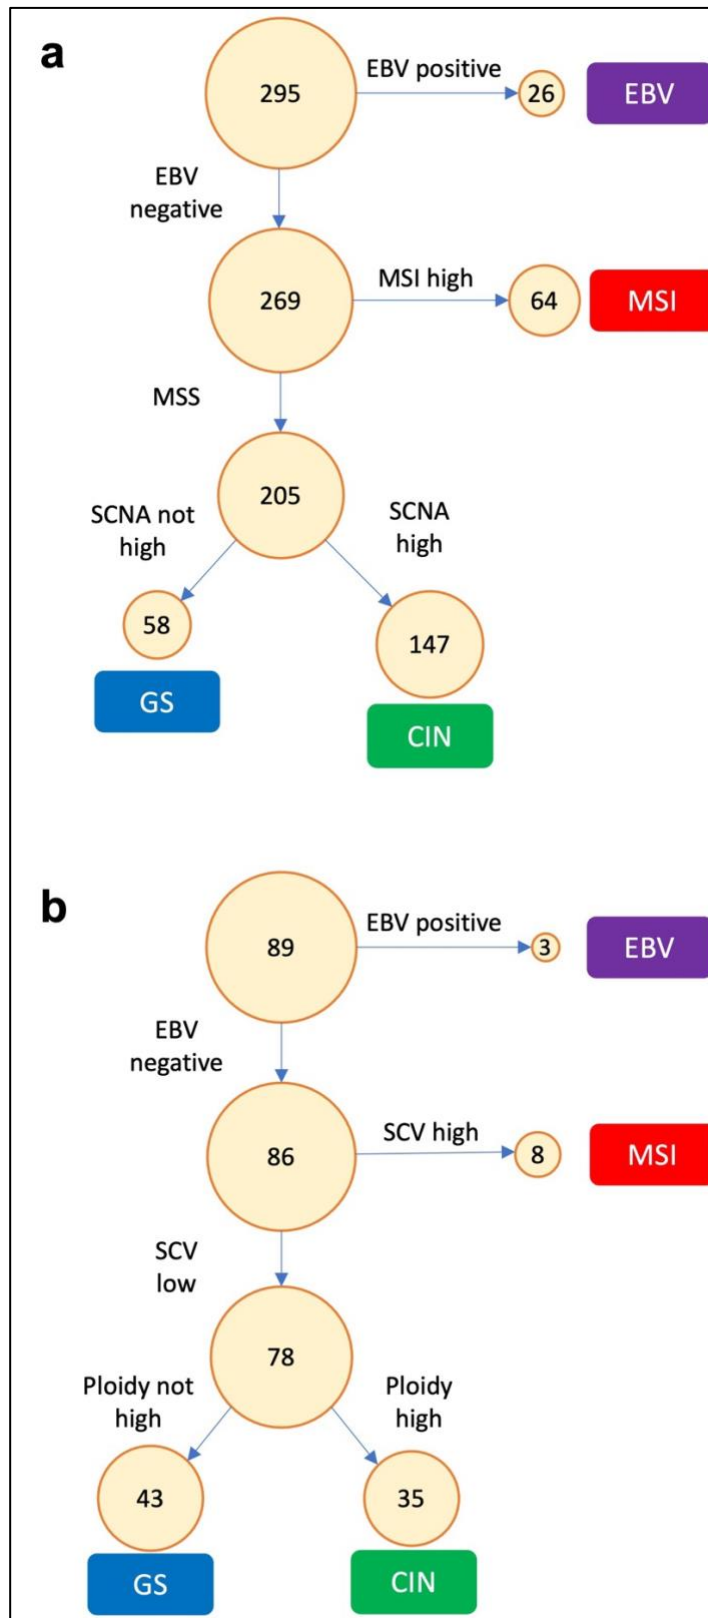 a
295
EBV positive
26
EBV
EBV
negative
269
MSI high
64
MSI
MSS
205
SCNA not
high
SCNA
high
58
147
GS
CIN
b
89
EBV positive
3
EBV
EBV
negative
86
SCV high
8
MSI
SCV
low
78
Ploidy not
high
Ploidy
high
43
35
GS
CIN